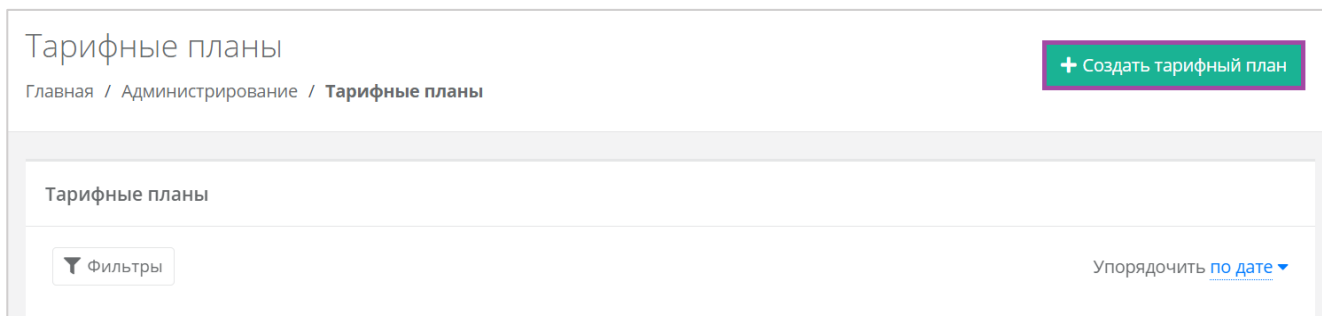 Тарифные планы
+ Создать тарифный план
Главная / Администрирование / Тарифные планы
Тарифные планы
Фильтры
Упорядочить по дате